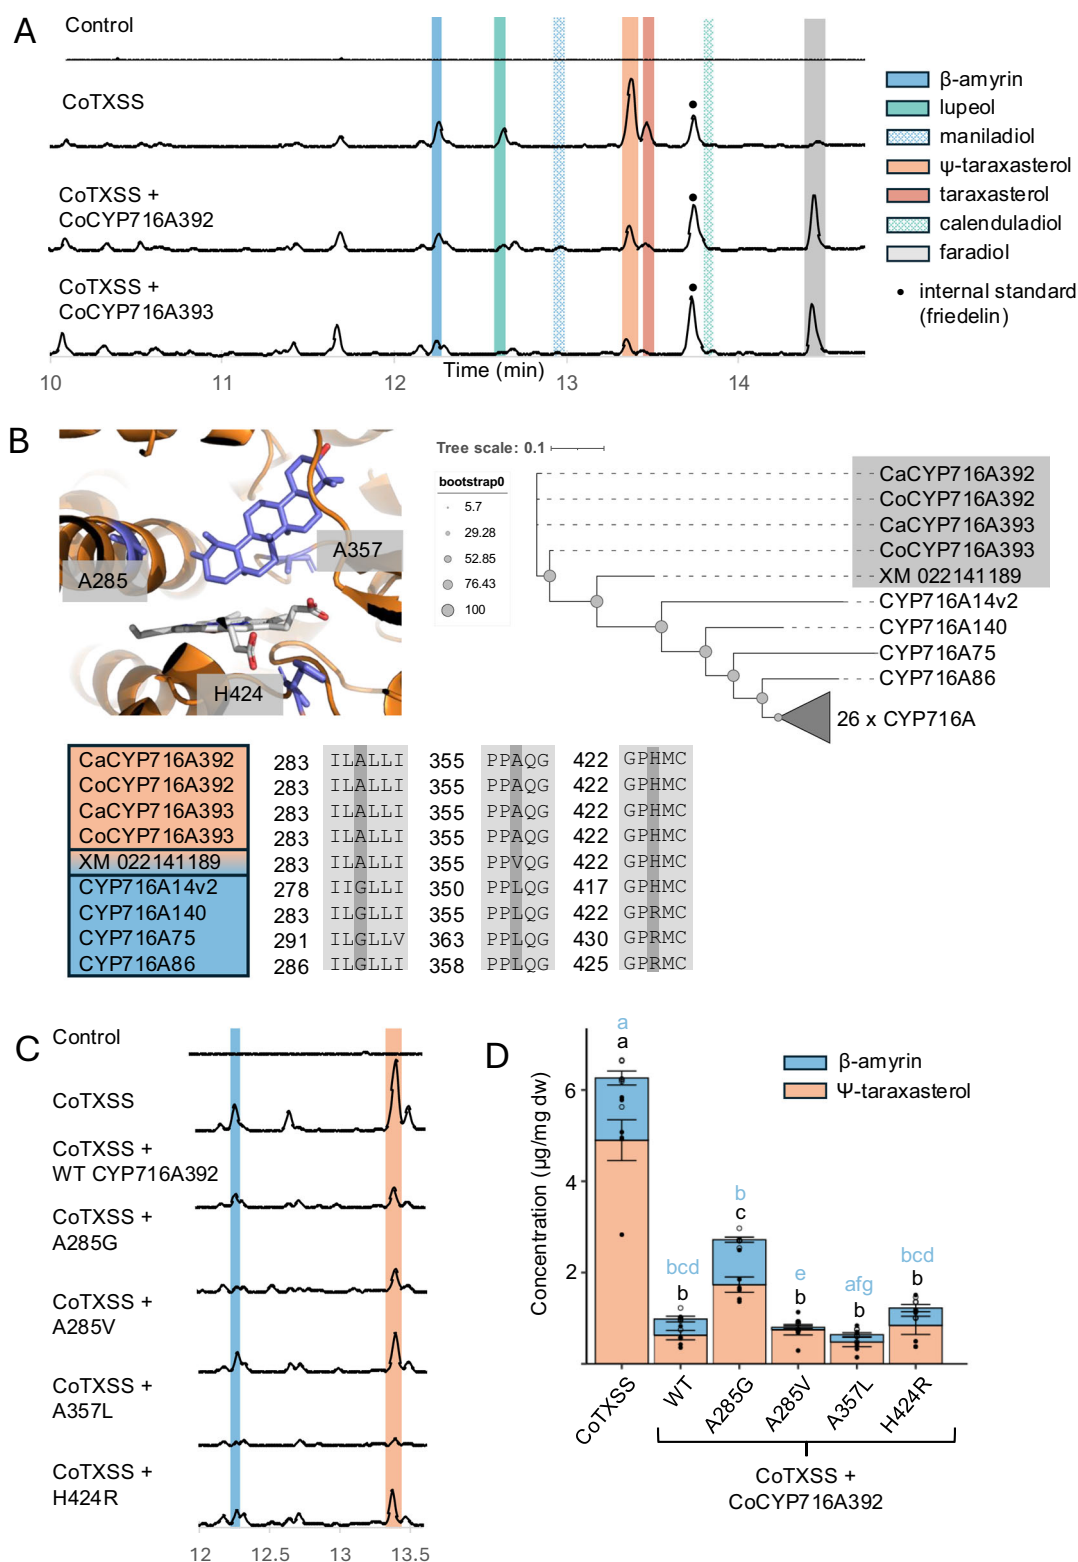 A
Control
CoTXSS
CoTXSS +
CoCYP716A392
CoTXSS +
CoCYP716A393
10
11
12
13
14
Time (min)
β-amyrin
lupeol
maniladiol
ψ-taraxasterol
taraxasterol
calenduladiol
faradiol
• internal standard
(friedelin)
B
A285
A357
H424
Tree scale: 0.1
bootstrap0
5.7
29.28
52.85
76.43
100
CaCYP716A392
CoCYP716A392
CaCYP716A393
CoCYP716A393
XM 022141189
CYP716A14v2
CYP716A140
CYP716A75
CYP716A86
26 x CYP716A
CaCYP716A392 283 ILALLI 355 PPAQG 422 GPHMC
CoCYP716A392 283 ILALLI 355 PPAQG 422 GPHMC
CaCYP716A393 283 ILALLI 355 PPAQG 422 GPHMC
CoCYP716A393 283 ILALLI 355 PPAQG 422 GPHMC
XM 022141189 283 ILALLI 355 PPVQG 422 GPHMC
CYP716A14v2 278 IIGLLI 350 PPLQG 417 GPHMC
CYP716A140 283 ILGLLI 355 PPLQG 422 GPRMC
CYP716A75 291 ILGLLV 363 PPLQG 430 GPRMC
CYP716A86 286 ILGLLI 358 PPLQG 425 GPRMC
C
Control
CoTXSS
CoTXSS +
WT CYP716A392
CoTXSS +
A285G
CoTXSS +
A285V
CoTXSS +
A357L
CoTXSS +
H424R
12
12.5
13
13.5
D
Concentration (µg/mg dw)
6
4
2
β-amyrin
Ψ-taraxasterol
a
a
bcd
b
b
c
e
b
afg
b
bcd
b
CoTXSS
WT
A285G
A285V
A357L
H424R
CoTXSS +
CoCYP716A392